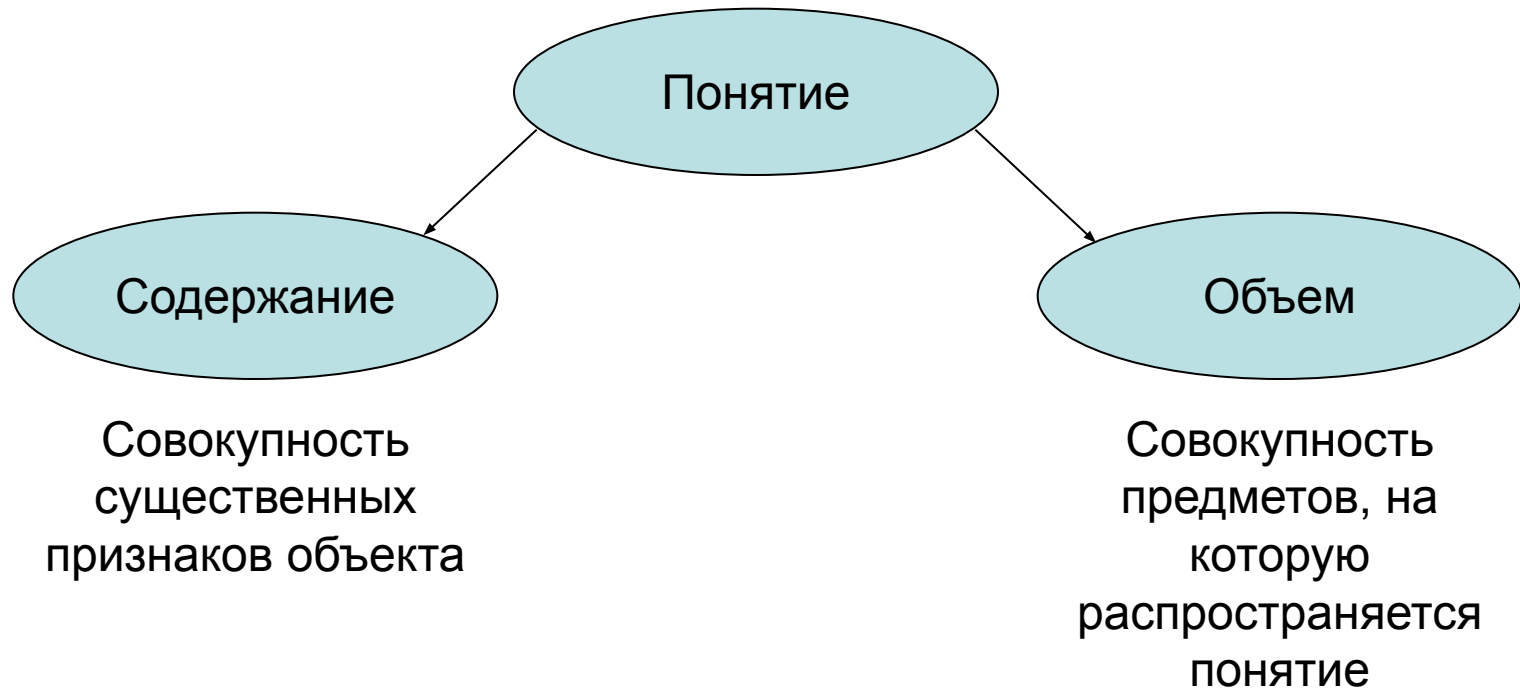 Понятие
Содержание
Объем
Совокупность
существенных
признаков объекта
Совокупность
предметов, на
которую
распространяется
понятие